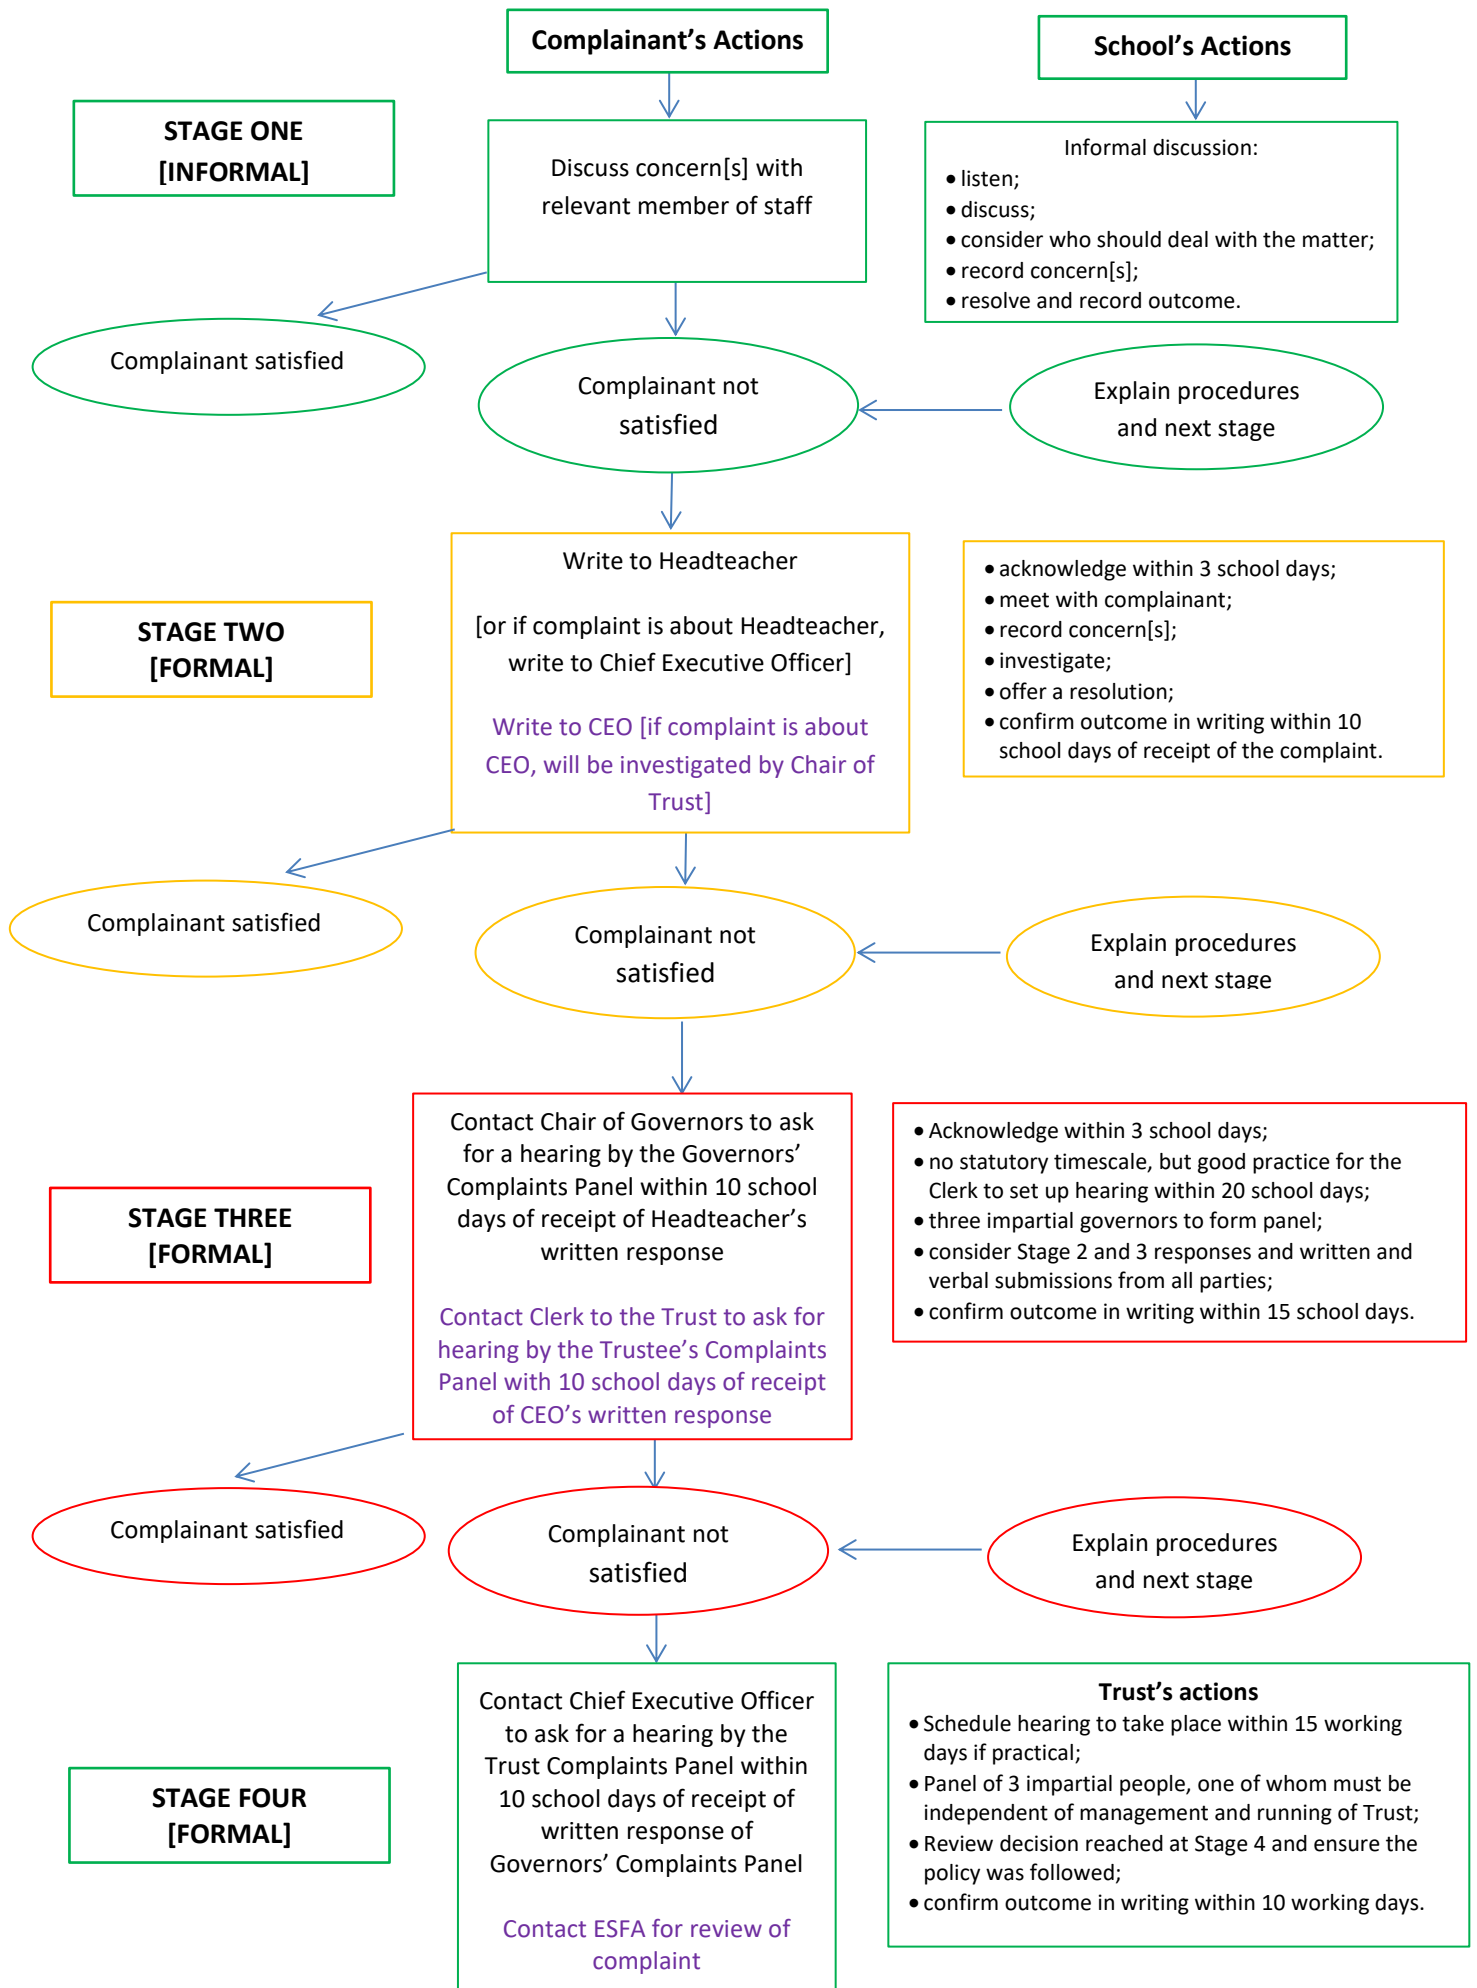 Complainant's Actions
School's Actions
STAGE ONE
[INFORMAL]
Discuss concern[s] with
relevant member of staff
Informal discussion:
• listen;
• discuss;
• consider who should deal with the matter;
• record concern[s];
• resolve and record outcome.
Complainant satisfied
Complainant not
satisfied
Explain procedures
and next stage
STAGE TWO
[FORMAL]
Write to Headteacher
[or if complaint is about Headteacher,
write to Chief Executive Officer]
Write to CEO [if complaint is about
CEO, will be investigated by Chair of
Trust]
• acknowledge within 3 school days;
• meet with complainant;
• record concern[s];
• investigate;
• offer a resolution;
• confirm outcome in writing within 10
school days of receipt of the complaint.
Complainant satisfied
Complainant not
satisfied
Explain procedures
and next stage
STAGE THREE
[FORMAL]
Contact Chair of Governors to ask
for a hearing by the Governors'
Complaints Panel within 10 school
days of receipt of Headteacher's
written response
Contact Clerk to the Trust to ask for
hearing by the Trustee's Complaints
Panel with 10 school days of receipt
of CEO's written response
• Acknowledge within 3 school days;
• no statutory timescale, but good practice for the
Clerk to set up hearing within 20 school days;
• three impartial governors to form panel;
• consider Stage 2 and 3 responses and written and
verbal submissions from all parties;
• confirm outcome in writing within 15 school days.
Complainant satisfied
Complainant not
satisfied
Explain procedures
and next stage
STAGE FOUR
[FORMAL]
Contact Chief Executive Officer
to ask for a hearing by the
Trust Complaints Panel within
10 school days of receipt of
written response of
Governors' Complaints Panel
Contact ESFA for review of
complaint
Trust's actions
• Schedule hearing to take place within 15 working
days if practical;
• Panel of 3 impartial people, one of whom must be
independent of management and running of Trust;
• Review decision reached at Stage 4 and ensure the
policy was followed;
• confirm outcome in writing within 10 working days.